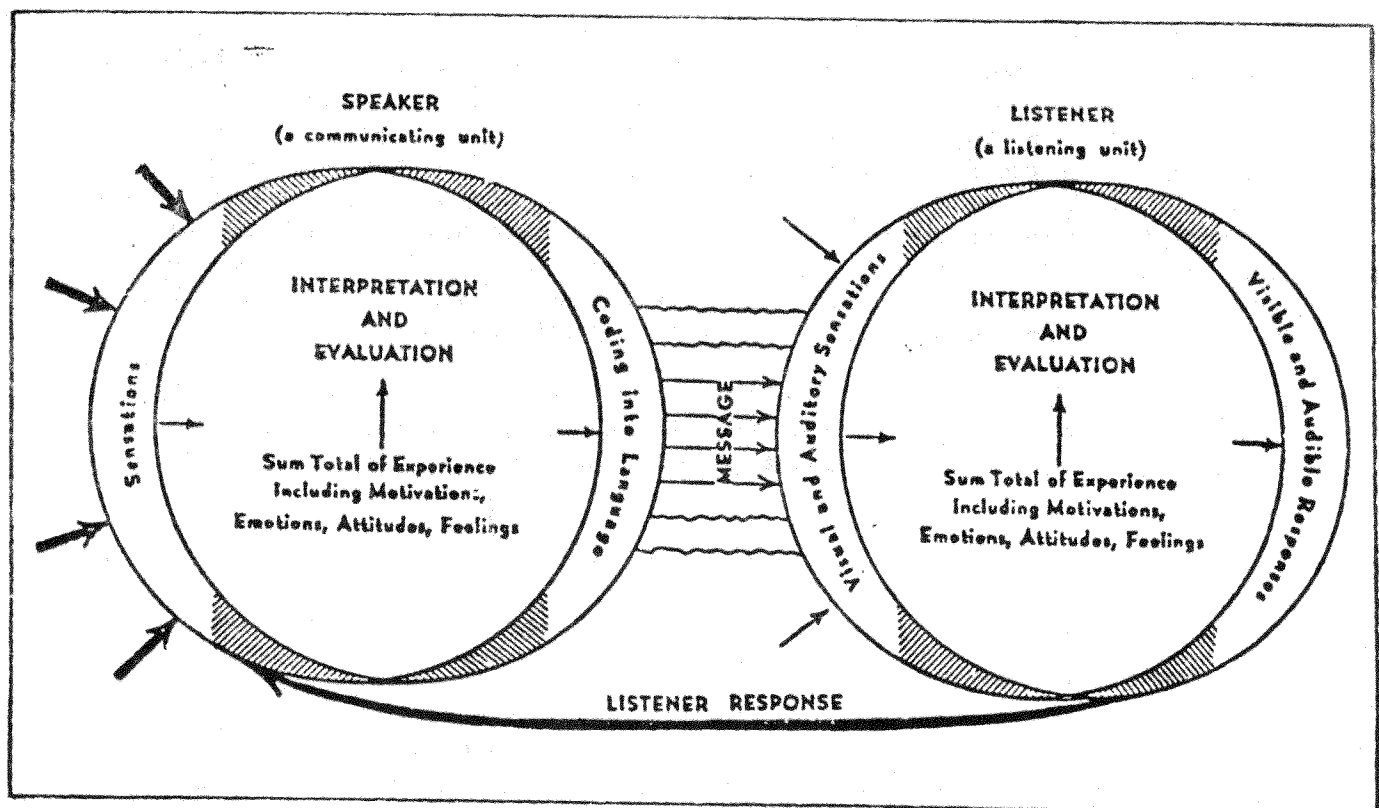 SPEAKER
(a communicating unit)
Sensations
INTERPRETATION
AND
EVALUATION
Sum Total of Experience
Including Motivations,
Emotions, Attitudes, Feelings
Coding into Language
MESSAGE
LISTENER
(a listening unit)
Visual and Auditory Sensations
INTERPRETATION
AND
EVALUATION
Sum Total of Experience
Including Motivations,
Emotions, Attitudes, Feelings
Visible and Audible Responses
LISTENER RESPONSE